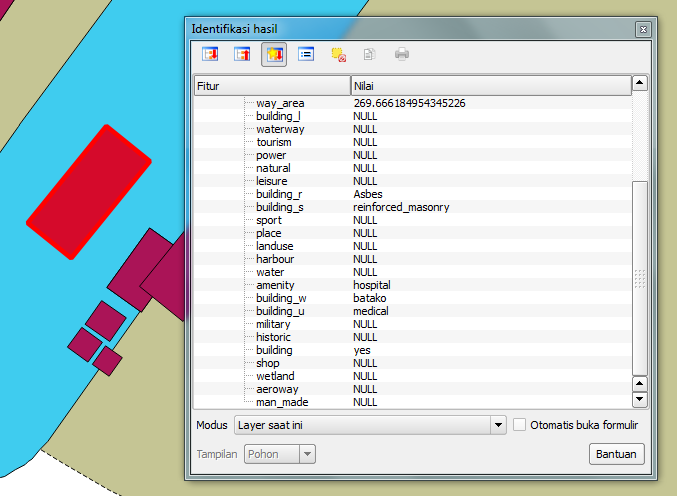 Identifikasi hasil
Fitur Nilai
way_area 269.666184954345226
building_l NULL
waterway NULL
tourism NULL
power NULL
natural NULL
leisure NULL
building_r Asbes
building_s reinforced_masonry
sport NULL
place NULL
landuse NULL
harbour NULL
water NULL
amenity hospital
building_w batako
building_u medical
military NULL
historic NULL
building yes
shop NULL
wetland NULL
aeroway NULL
man_made NULL
Modus Layer saat ini Otomatis buka formulir
Tampilan Pohon Bantuan